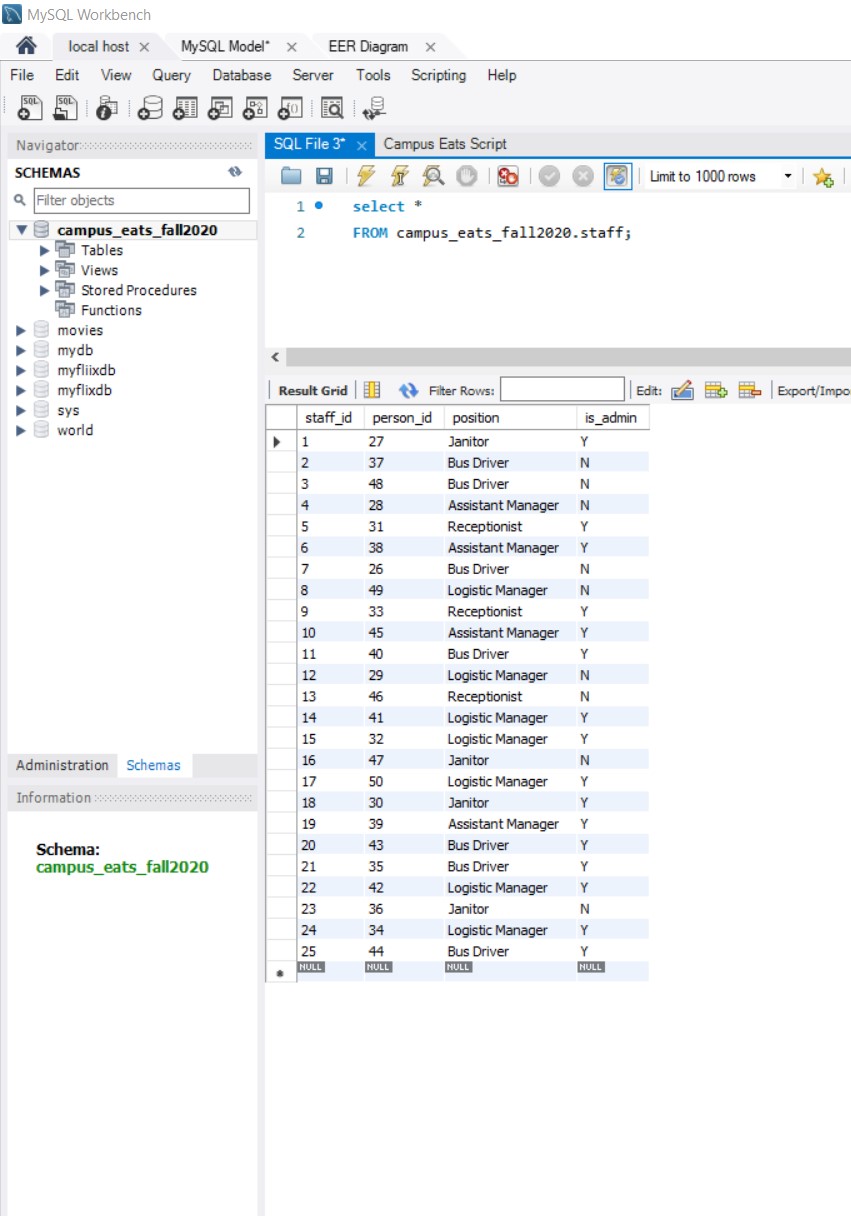 MySQL Workbench
local host MySQL Model* EER Diagram
File Edit View Query Database Server Tools Scripting Help
Navigator
SCHEMAS
Filter objects
campus_eats_fall2020
Tables
Views
Stored Procedures
Functions
movies
mydb
myfliixdb
myflixdb
sys
world
Administration Schemas
Information
Schema:
campus_eats_fall2020
SQL File 3* Campus Eats Script
Limit to 1000 rows
1 select *
2 FROM campus_eats_fall2020.staff;
Result Grid Filter Rows: Edit: Export/Impo
staff_id person_id position is_admin
1 27 Janitor Y
2 37 Bus Driver N
3 48 Bus Driver N
4 28 Assistant Manager N
5 31 Receptionist Y
6 38 Assistant Manager Y
7 26 Bus Driver N
8 49 Logistic Manager N
9 33 Receptionist Y
10 45 Assistant Manager Y
11 40 Bus Driver Y
12 29 Logistic Manager N
13 46 Receptionist N
14 41 Logistic Manager Y
15 32 Logistic Manager Y
16 47 Janitor N
17 50 Logistic Manager Y
18 30 Janitor Y
19 39 Assistant Manager Y
20 43 Bus Driver Y
21 35 Bus Driver Y
22 42 Logistic Manager Y
23 36 Janitor N
24 34 Logistic Manager Y
25 44 Bus Driver Y
NULL NULL NULL NULL